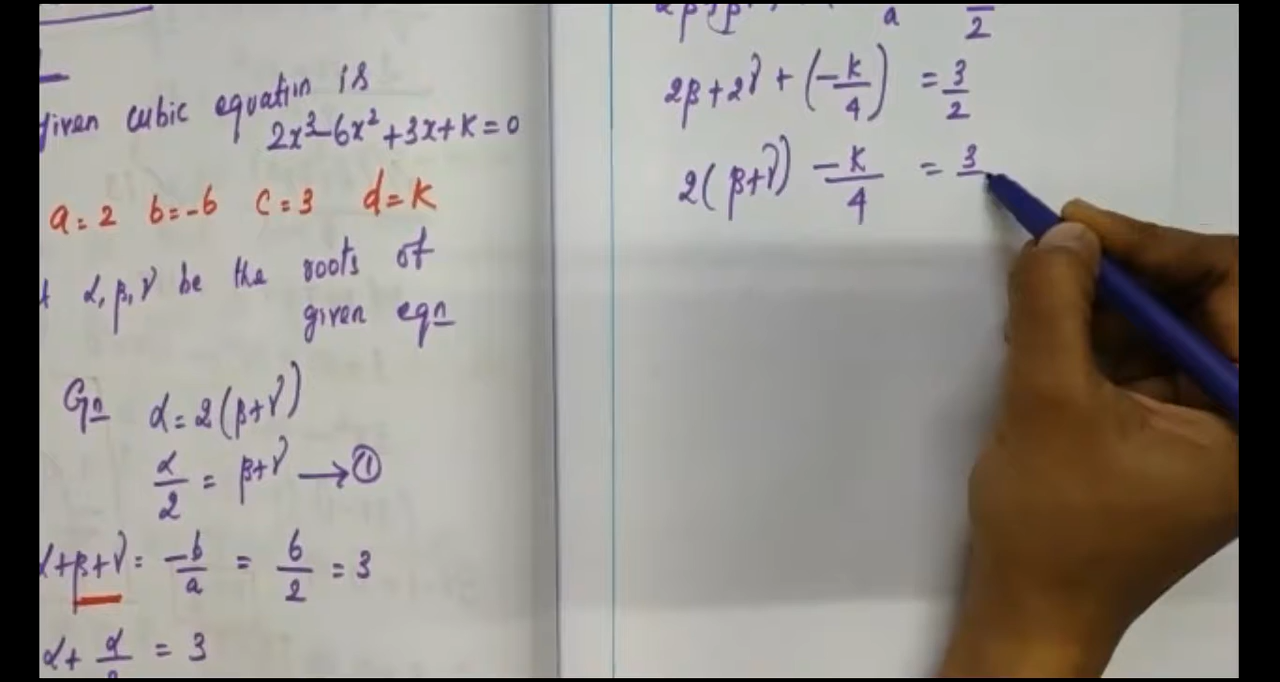 given cubic equation is
2x³-6x²+3x+k=0
a=2 b=-6 c=3 d=k
α, β, γ be the roots of
given eqn
Gn α=2(β+γ)
α/2 = β+γ → ①
α+β+γ = -b/a = 6/2 = 3
α+ α/2 = 3
a 2
2β+2γ+(-k/4) = 3/2
2(β+γ) -k/4 = 3